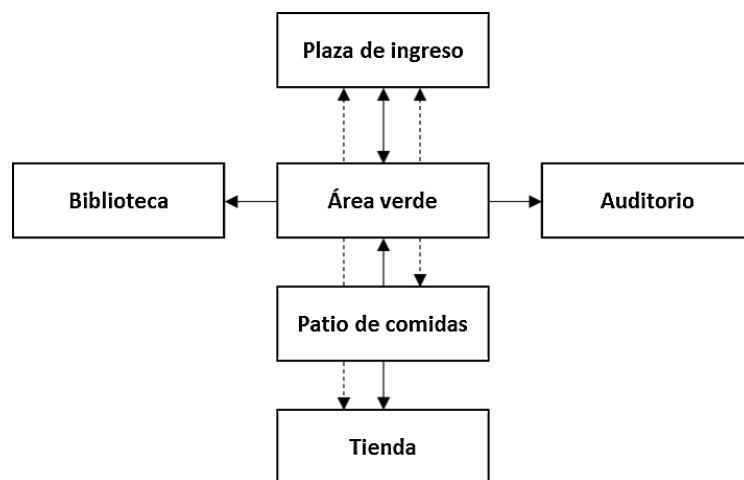 Plaza de ingreso
Biblioteca
Área verde
Auditorio
Patio de comidas
Tienda